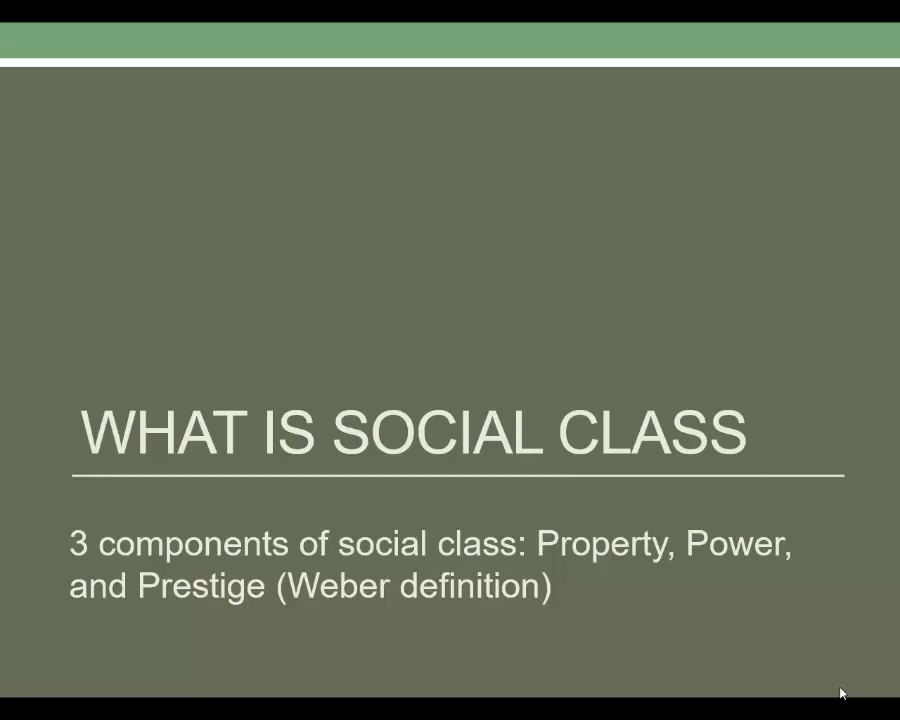 WHAT IS SOCIAL CLASS
3 components of social class: Property, Power,
and Prestige (Weber definition)